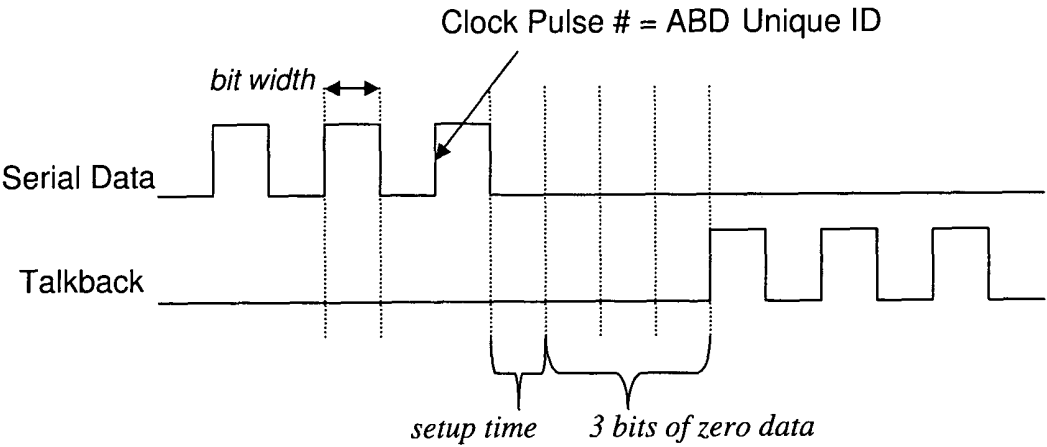 Clock Pulse # = ABD Unique ID
bit width
Serial Data
Talkback
setup time
3 bits of zero data